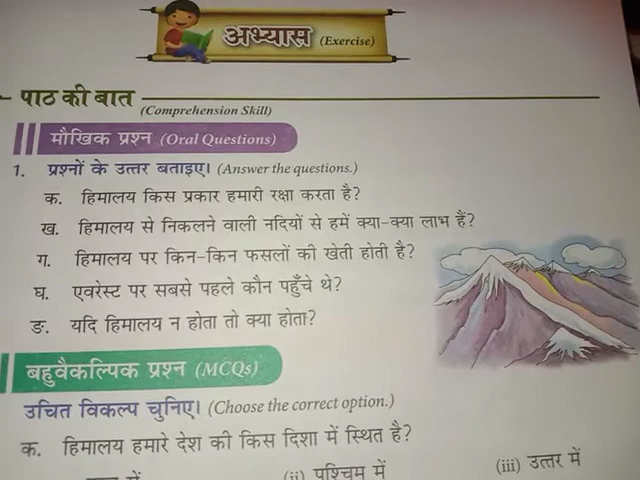 अभ्यास (Exercise)
पाठ की बात (Comprehension Skill)
मौखिक प्रश्न (Oral Questions)
1. प्रश्नों के उत्तर बताइए। (Answer the questions.)
क. हिमालय किस प्रकार हमारी रक्षा करता है?
ख. हिमालय से निकलने वाली नदियों से हमें क्या-क्या लाभ हैं?
ग. हिमालय पर किन-किन फसलों की खेती होती है?
घ. एवरेस्ट पर सबसे पहले कौन पहुँचे थे?
ङ. यदि हिमालय न होता तो क्या होता?
बहुवैकल्पिक प्रश्न (MCQs)
उचित विकल्प चुनिए। (Choose the correct option.)
क. हिमालय हमारे देश की किस दिशा में स्थित है?
में (ii) पश्चिम में (iii) उत्तर में